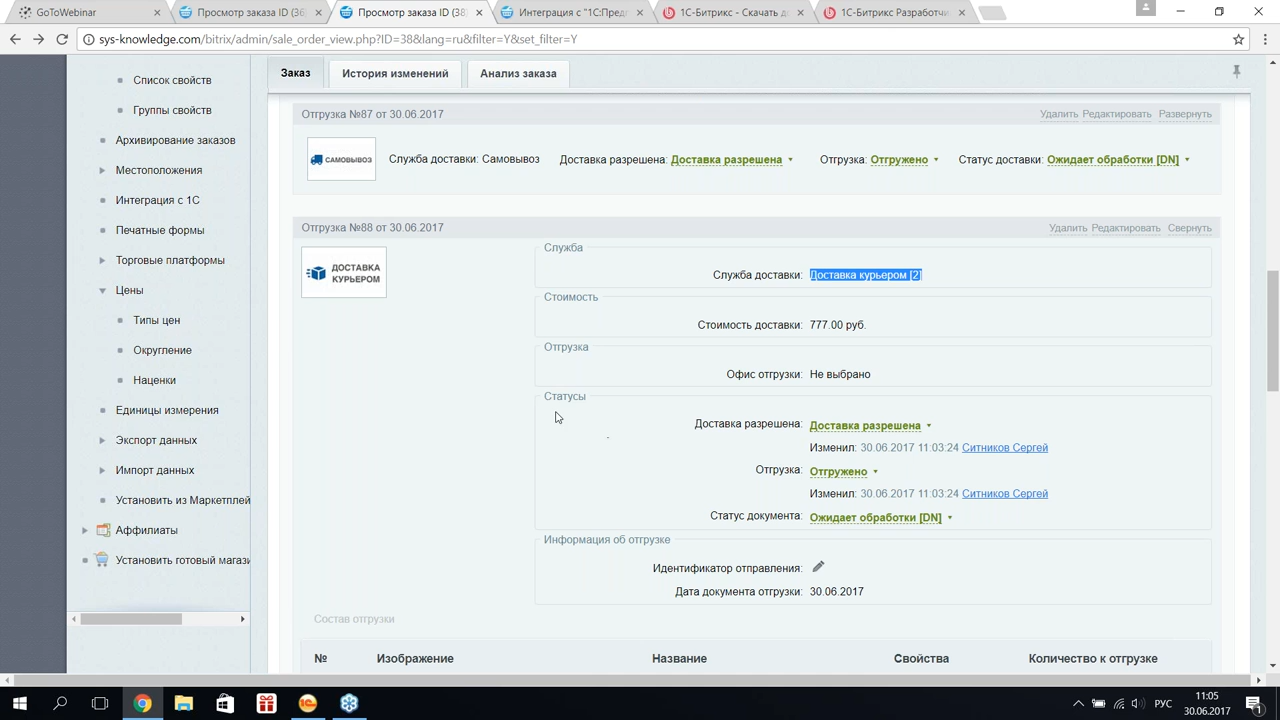 GoToWebinar
Просмотр заказа ID (36
Просмотр заказа ID (38
Интеграция с "1С:Пред
1С-Битрикс - Скачать д
1С-Битрикс Разработчи
sys-knowledge.com/bitrix/admin/sale_order_view.php?ID=38&lang=ru&filter=Y&set_filter=Y
Список свойств
Группы свойств
Архивирование заказов
Местоположения
Интеграция с 1С
Печатные формы
Торговые платформы
Цены
Типы цен
Округление
Наценки
Единицы измерения
Экспорт данных
Импорт данных
Установить из Маркетплей
Аффилиаты
Установить готовый магази
Заказ История изменений Анализ заказа
Отгрузка №87 от 30.06.2017 Удалить Редактировать Развернуть
САМОВЫВОЗ Служба доставки: Самовывоз Доставка разрешена: Доставка разрешена Отгрузка: Отгружено Статус доставки: Ожидает обработки [DN]
Отгрузка №88 от 30.06.2017 Удалить Редактировать Свернуть
ДОСТАВКА
КУРЬЕРОМ
Служба
Служба доставки: Доставка курьером [2]
Стоимость
Стоимость доставки: 777.00 руб.
Отгрузка
Офис отгрузки: Не выбрано
Статусы
Доставка разрешена: Доставка разрешена
Изменил: 30.06.2017 11:03:24 Ситников Сергей
Отгрузка: Отгружено
Изменил: 30.06.2017 11:03:24 Ситников Сергей
Статус документа: Ожидает обработки [DN]
Информация об отгрузке
Идентификатор отправления:
Дата документа отгрузки: 30.06.2017
Состав отгрузки
№ Изображение Название Свойства Количество к отгрузке
1С
РУС
11:05
30.06.2017
1